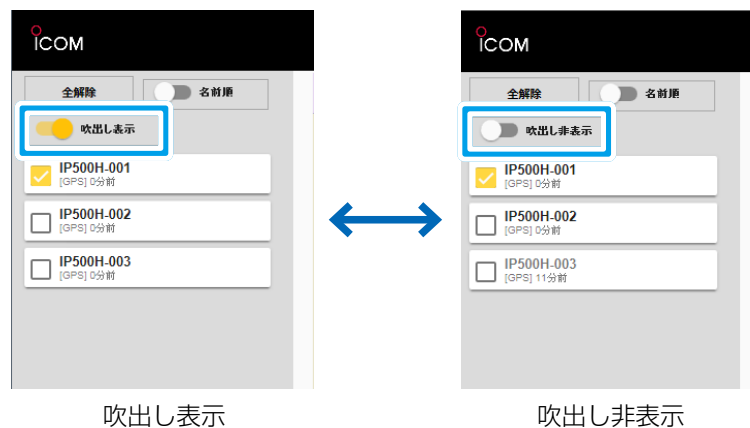 ICOM
全解除 名前順
吹出し表示
IP500H-001
[GPS] 0分前
IP500H-002
[GPS] 0分前
IP500H-003
[GPS] 0分前
吹出し表示
ICOM
全解除 名前順
吹出し非表示
IP500H-001
[GPS] 0分前
IP500H-002
[GPS] 0分前
IP500H-003
[GPS] 11分前
吹出し非表示